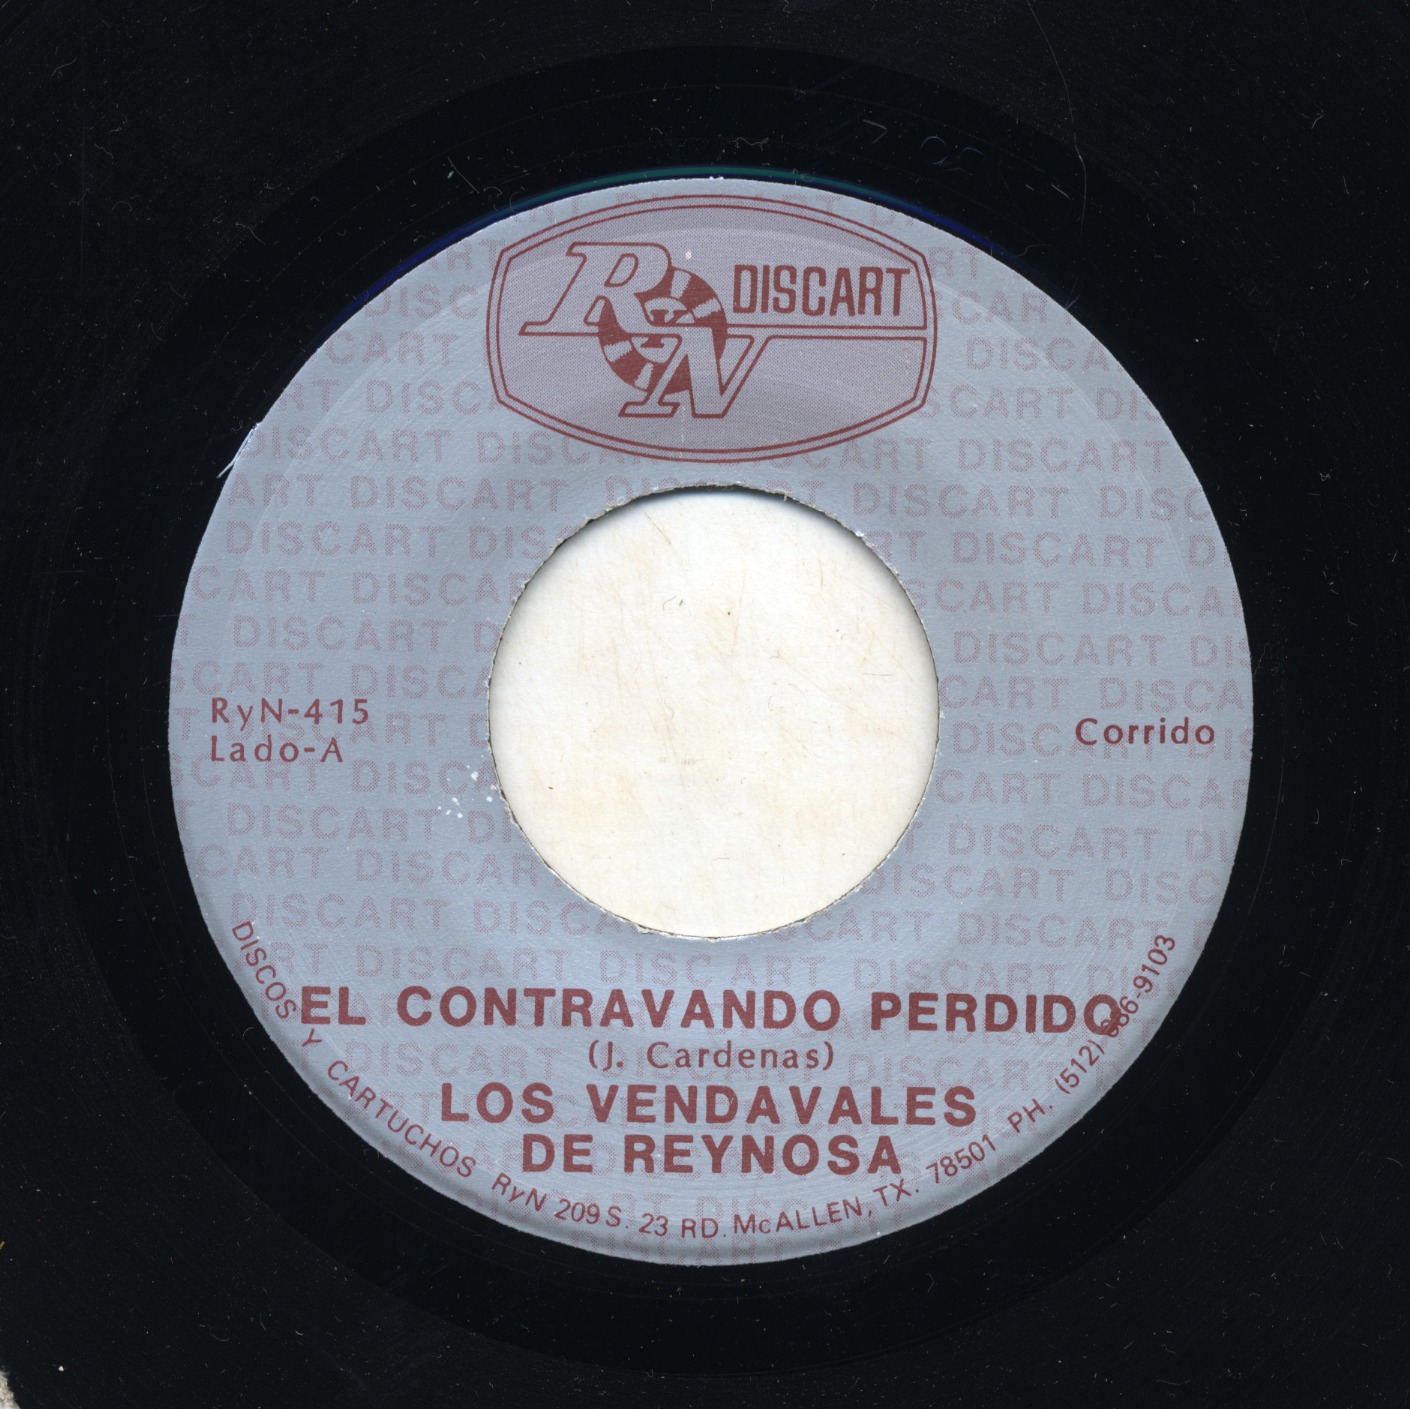 RyN DISCART
RyN-415
Lado-A
Corrido
EL CONTRAVANDO PERDIDO
(J. Cardenas)
LOS VENDAVALES
DE REYNOSA
DISCOS Y CARTUCHOS RyN 209 S. 23 RD. McALLEN, TX. 78501 PH. (512) 686-9103